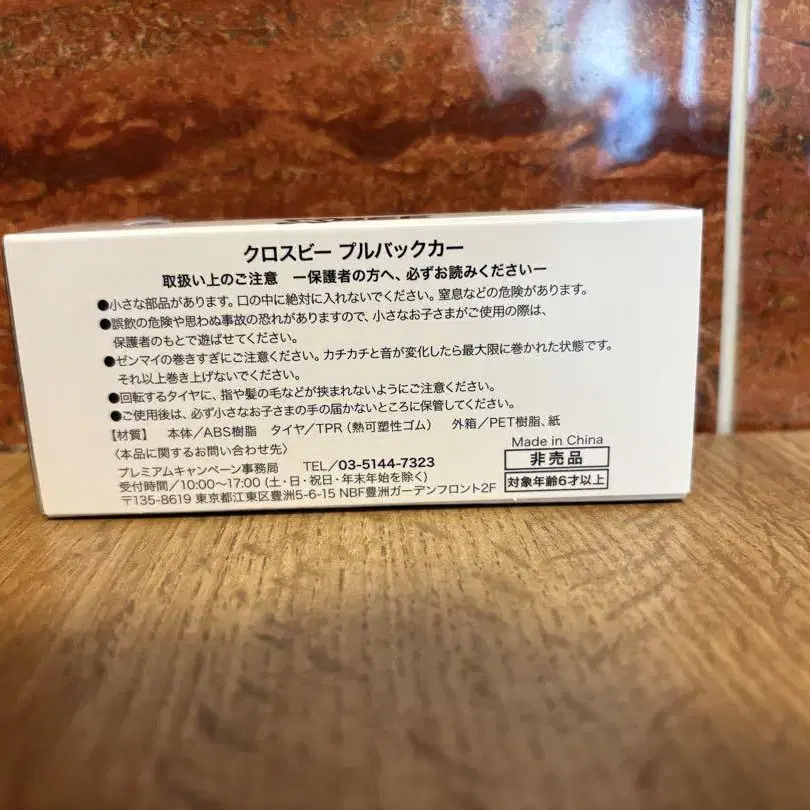 クロスビー プルバックカー
取扱い上のご注意 ー保護者の方へ、必ずお読みくださいー
●小さな部品があります。口の中に絶対に入れないでください。窒息などの危険があります。
●誤飲の危険や思わぬ事故の恐れがありますので、小さなお子さまがご使用の際は、
保護者のもとで遊ばせてください。
●ゼンマイの巻きすぎにご注意ください。カチカチと音が変化したら最大限に巻かれた状態です。
それ以上巻き上げないでください。
●回転するタイヤに、指や髪の毛などが挟まれないようにご注意ください。
●ご使用後は、必ず小さなお子さまの手の届かないところに保管してください。
【材質】 本体/ABS樹脂 タイヤ/TPR(熱可塑性ゴム) 外箱/PET樹脂、紙
〈本品に関するお問い合わせ先〉
プレミアムキャンペーン事務局 TEL/03-5144-7323
受付時間/10:00〜17:00(土・日・祝日・年末年始を除く)
〒135-8619 東京都江東区豊洲5-6-15 NBF豊洲ガーデンフロント2F
Made in China
非売品
対象年齢6才以上